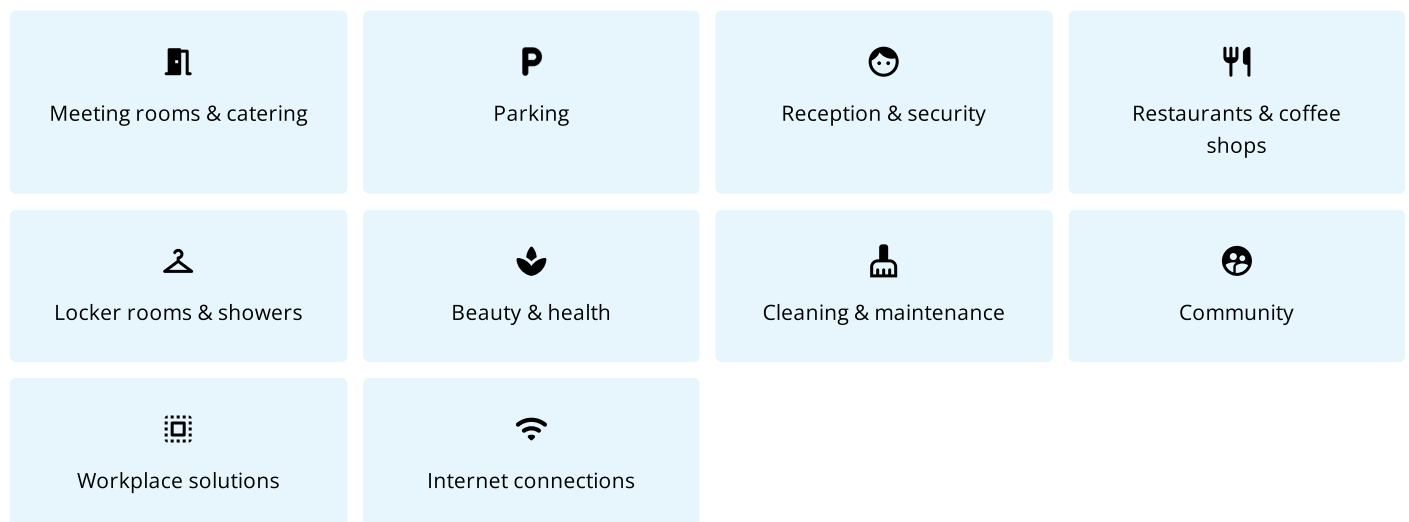 Meeting rooms & catering
Parking
Reception & security
Restaurants & coffee
shops
Locker rooms & showers
Beauty & health
Cleaning & maintenance
Community
Workplace solutions
Internet connections